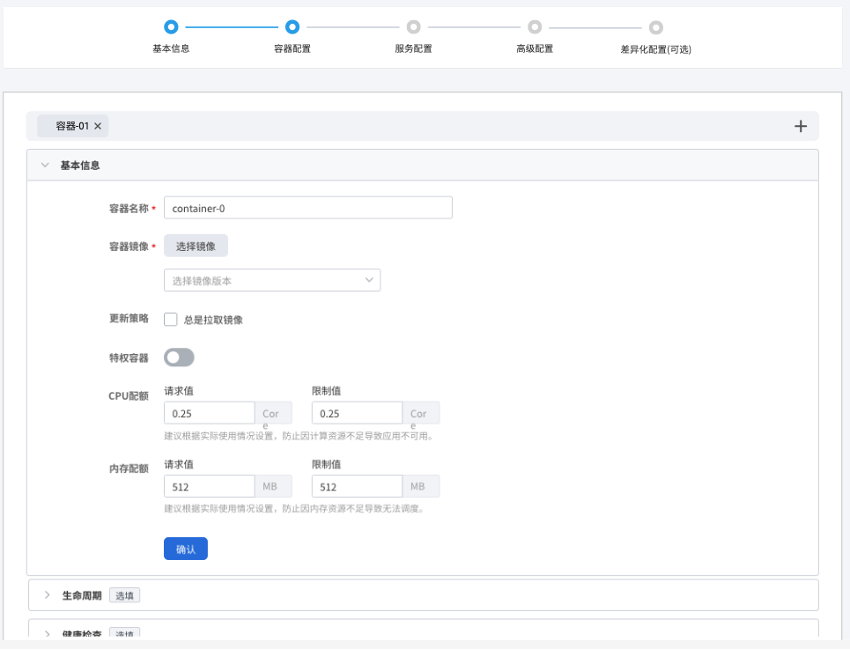 基本信息 容器配置 服务配置 高级配置 差异化配置(可选)
容器-01 ×
基本信息
容器名称 * container-0
容器镜像 * 选择镜像
选择镜像版本
更新策略 总是拉取镜像
特权容器
CPU配额 请求值 限制值
0.25 Core 0.25 Core
建议根据实际使用情况设置，防止因计算资源不足导致应用不可用。
内存配额 请求值 限制值
512 MB 512 MB
建议根据实际使用情况设置，防止因内存资源不足导致无法调度。
确认
生命周期 选填
健康检查 选填